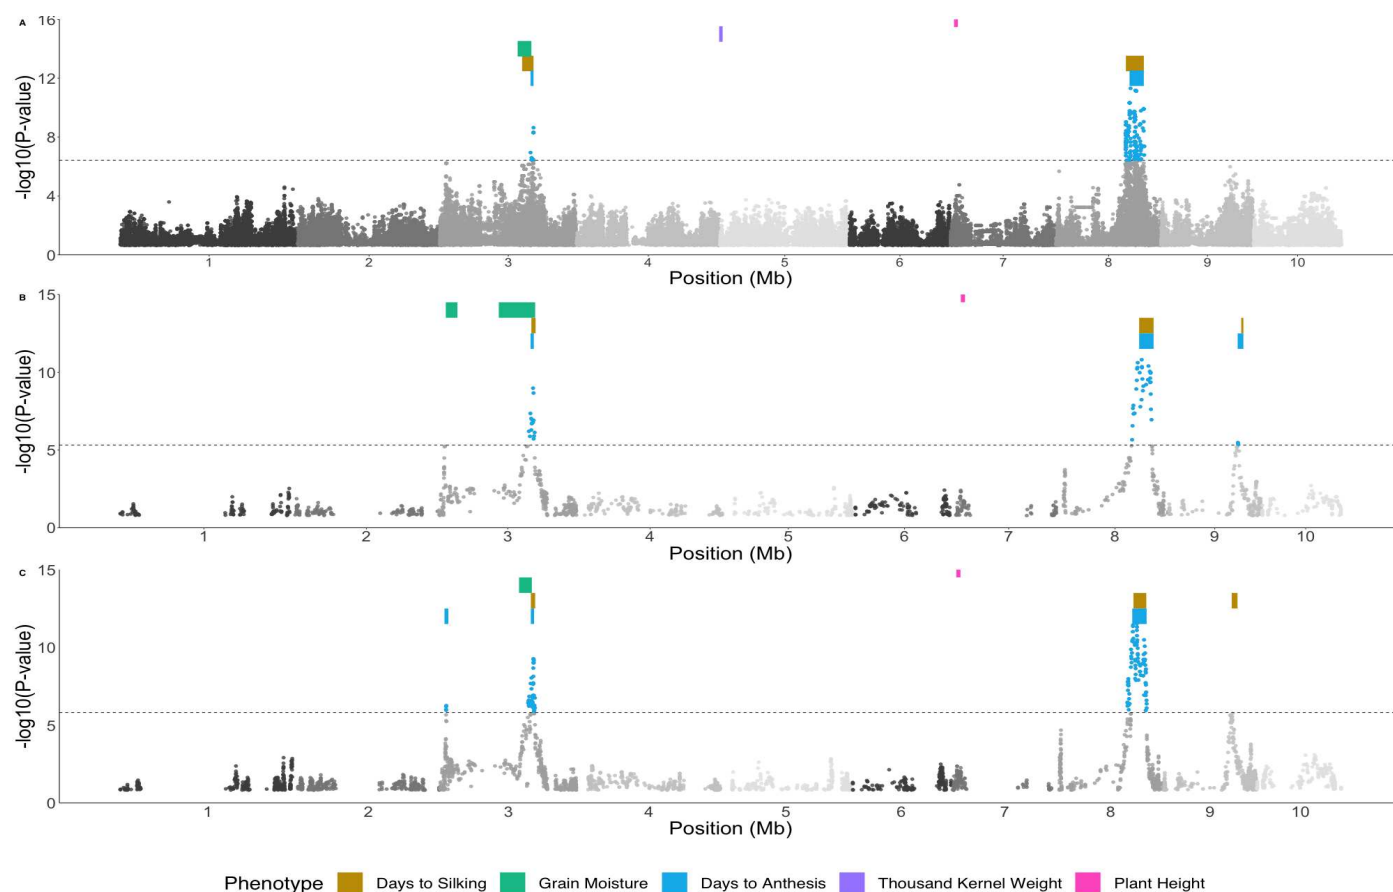 A
-log10(P-value)
16
12
8
4
0
1 2 3 4 5 6 7 8 9 10
Position (Mb)
B
-log10(P-value)
15
10
5
0
1 2 3 4 5 6 7 8 9 10
Position (Mb)
C
-log10(P-value)
15
10
5
0
1 2 3 4 5 6 7 8 9 10
Position (Mb)
Phenotype Days to Silking Grain Moisture Days to Anthesis Thousand Kernel Weight Plant Height